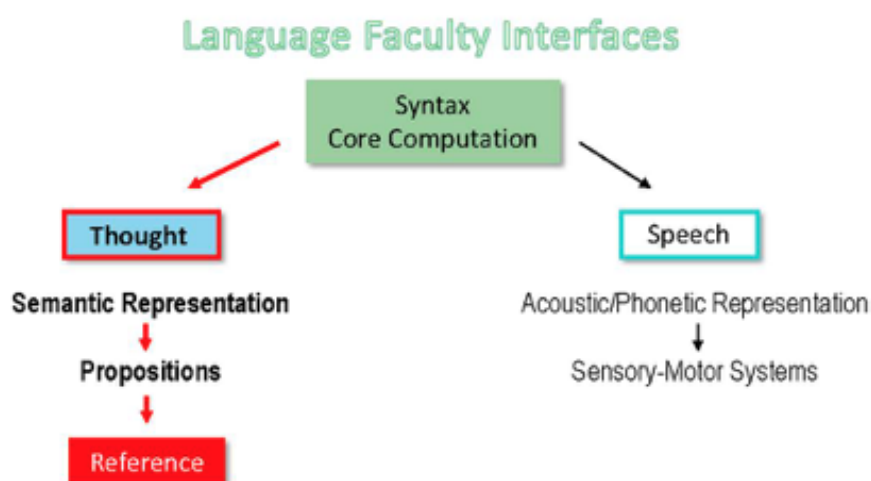 Language Faculty Interfaces
Syntax
Core Computation
Thought
Speech
Semantic Representation
Acoustic/Phonetic Representation
Propositions
Sensory-Motor Systems
Reference